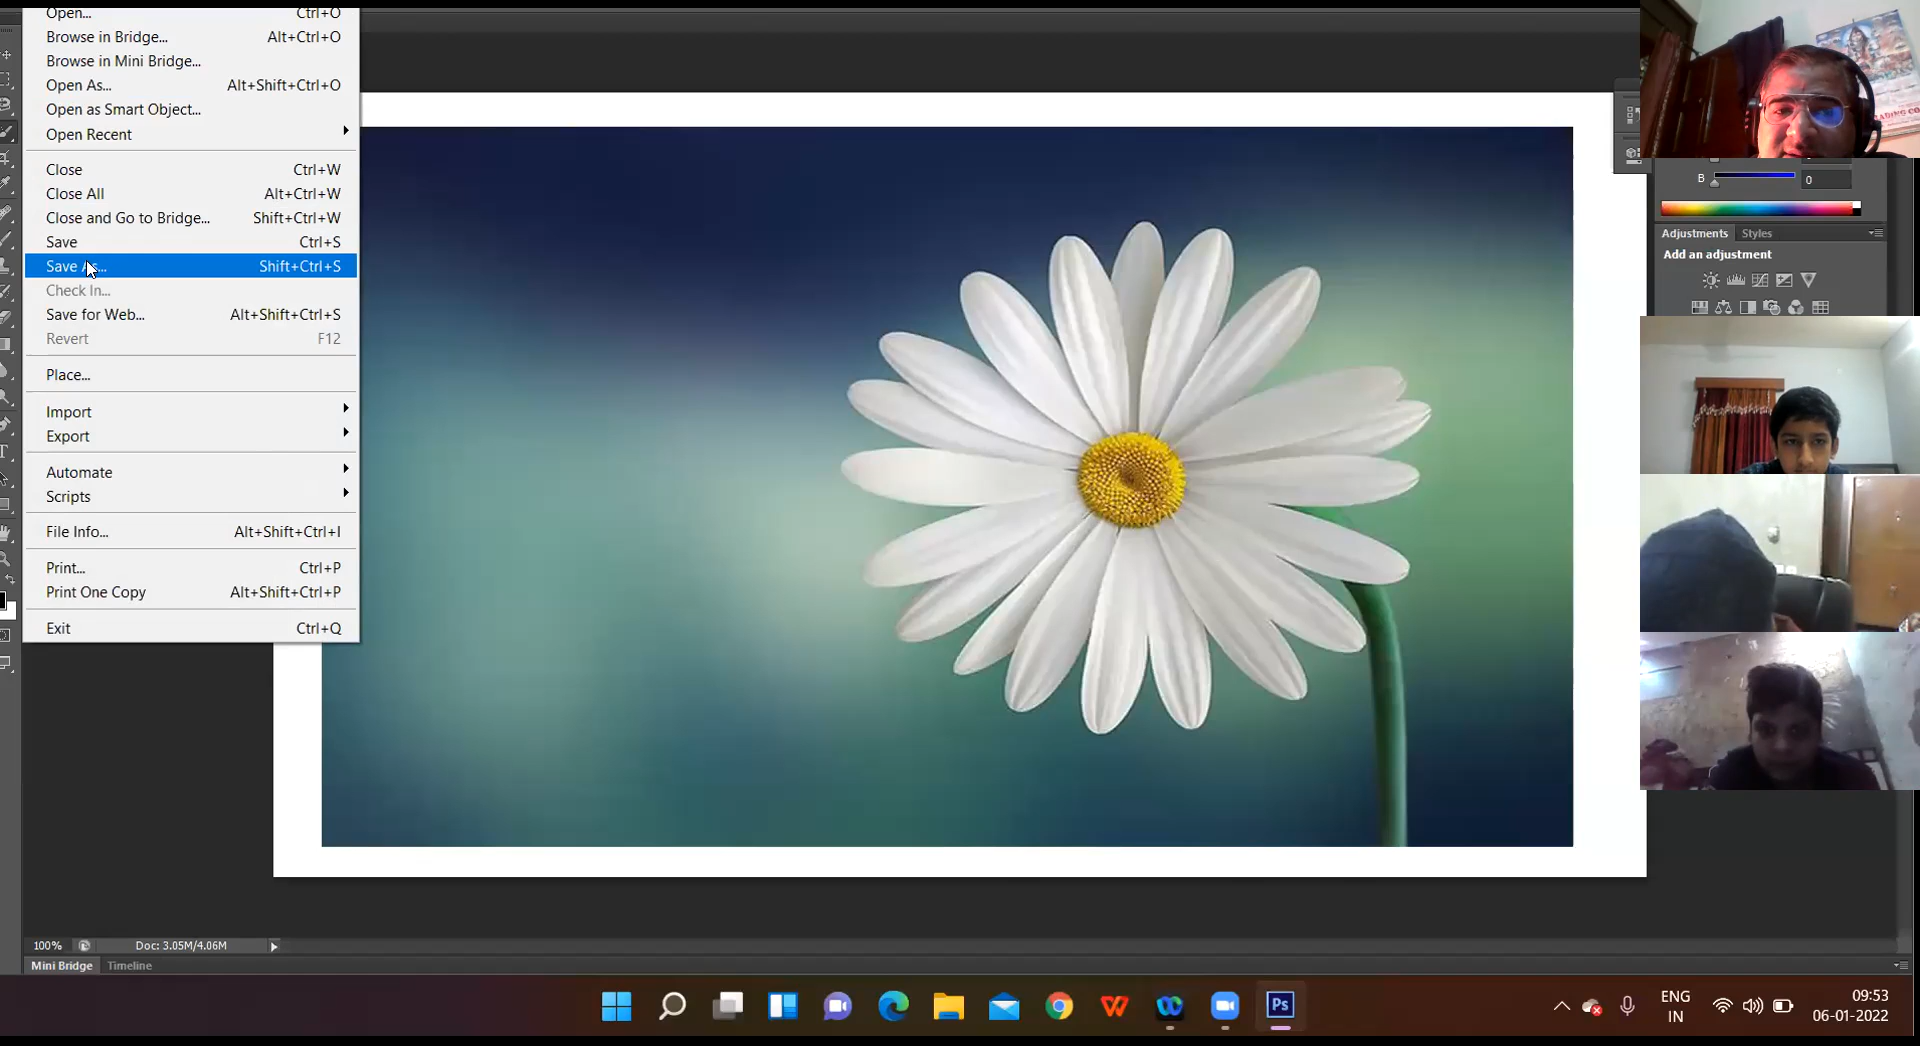 Open... Ctrl+O
Browse in Bridge... Alt+Ctrl+O
Browse in Mini Bridge...
Open As... Alt+Shift+Ctrl+O
Open as Smart Object...
Open Recent
Close Ctrl+W
Close All Alt+Ctrl+W
Close and Go to Bridge... Shift+Ctrl+W
Save Ctrl+S
Save As... Shift+Ctrl+S
Check In...
Save for Web... Alt+Shift+Ctrl+S
Revert F12
Place...
Import
Export
Automate
Scripts
File Info... Alt+Shift+Ctrl+I
Print... Ctrl+P
Print One Copy Alt+Shift+Ctrl+P
Exit Ctrl+Q
B 0
Adjustments Styles
Add an adjustment
100% Doc: 3.05M/4.06M
Mini Bridge Timeline
Ps
ENG
IN
09:53
06-01-2022